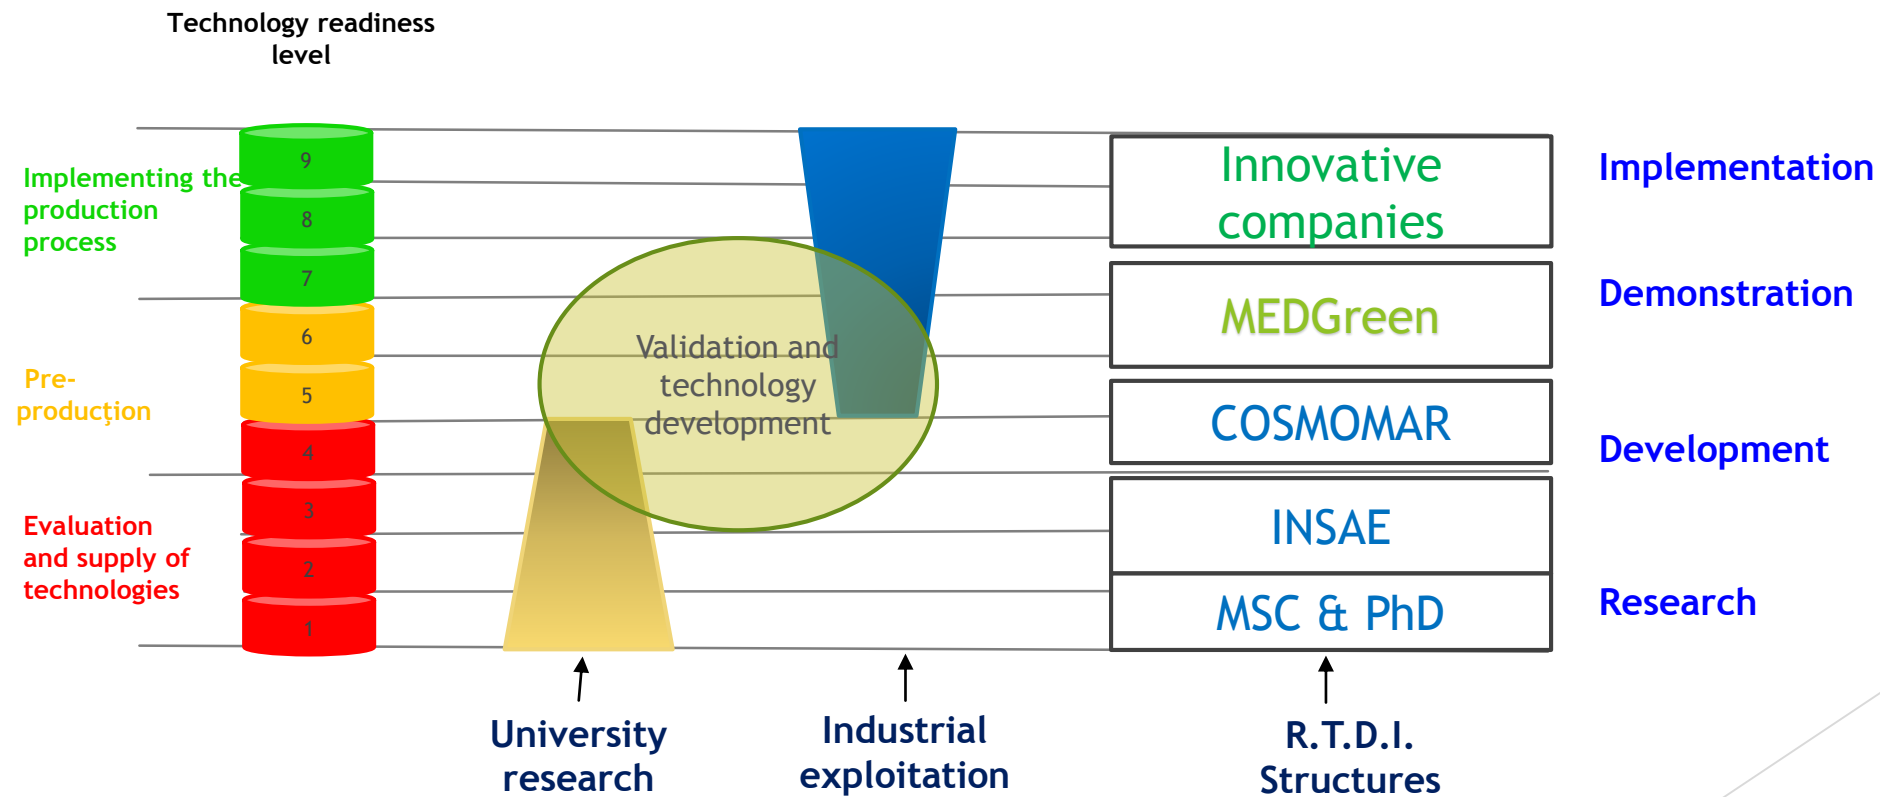 Technology readiness
level
9
8
7
6
5
4
3
2
1
Implementing the
production
process
Pre-
producţion
Evaluation
and supply of
technologies
Validation and
technology
development
Innovative
companies
MEDGreen
COSMOMAR
INSAE
MSC & PhD
Implementation
Demonstration
Development
Research
University
research
Industrial
exploitation
R.T.D.I.
Structures